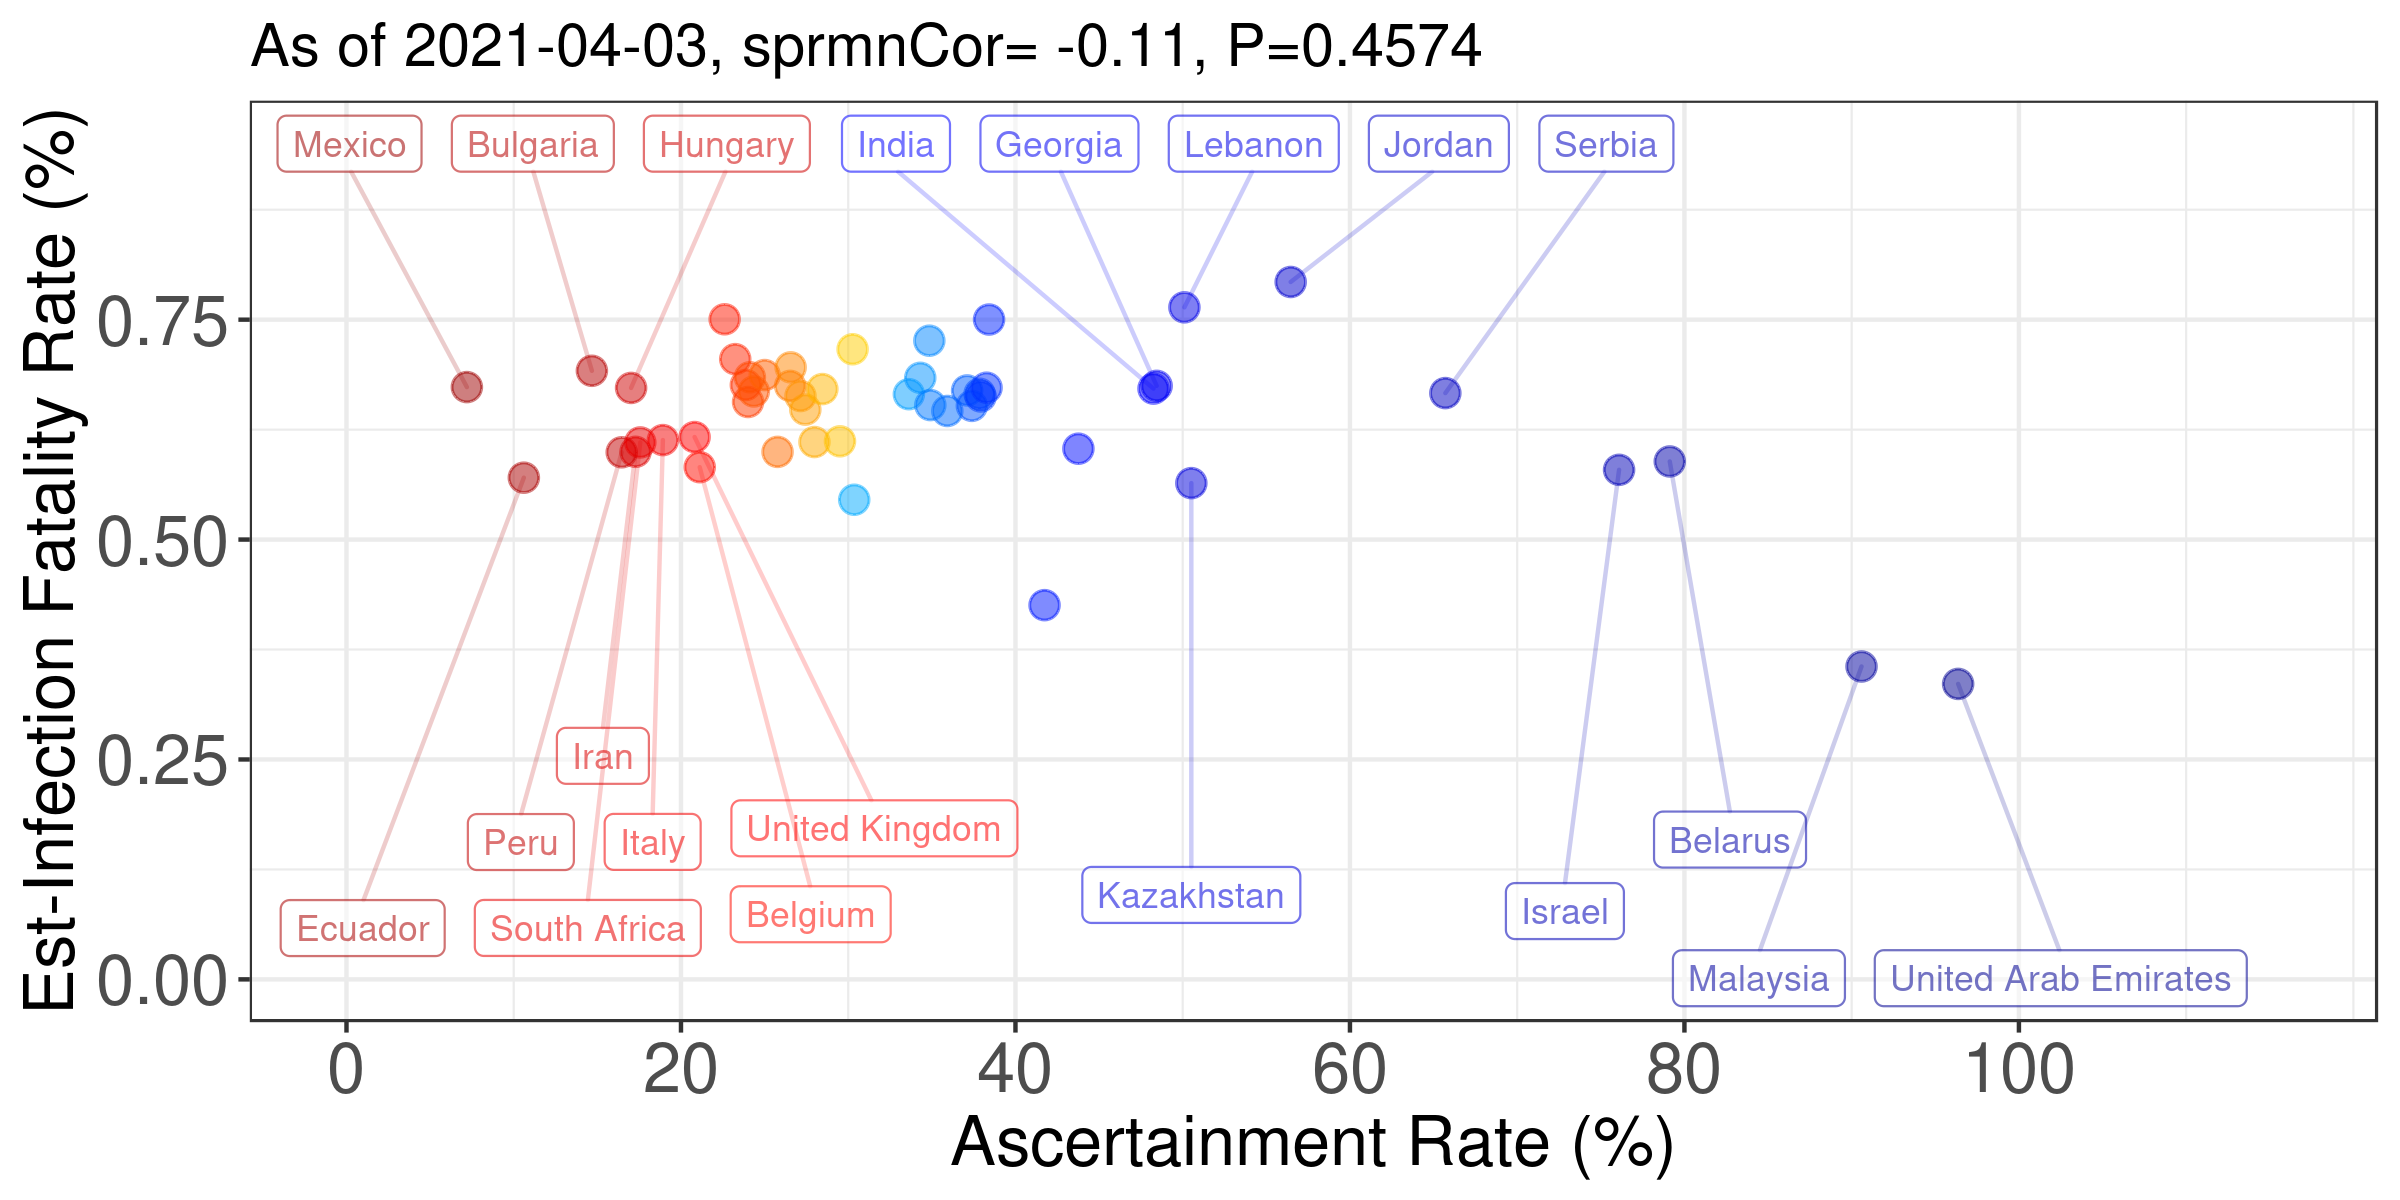 As of 2021-04-03, sprmnCor= -0.11, P=0.4574
Est-Infection Fatality Rate (%)
Mexico
Bulgaria
Hungary
India
Georgia
Lebanon
Jordan
Serbia
0.75
0.50
0.25
0.00
Iran
Peru
Italy
United Kingdom
Belarus
Kazakhstan
Israel
Belgium
Ecuador
South Africa
Malaysia
United Arab Emirates
0
20
40
60
80
100
Ascertainment Rate (%)